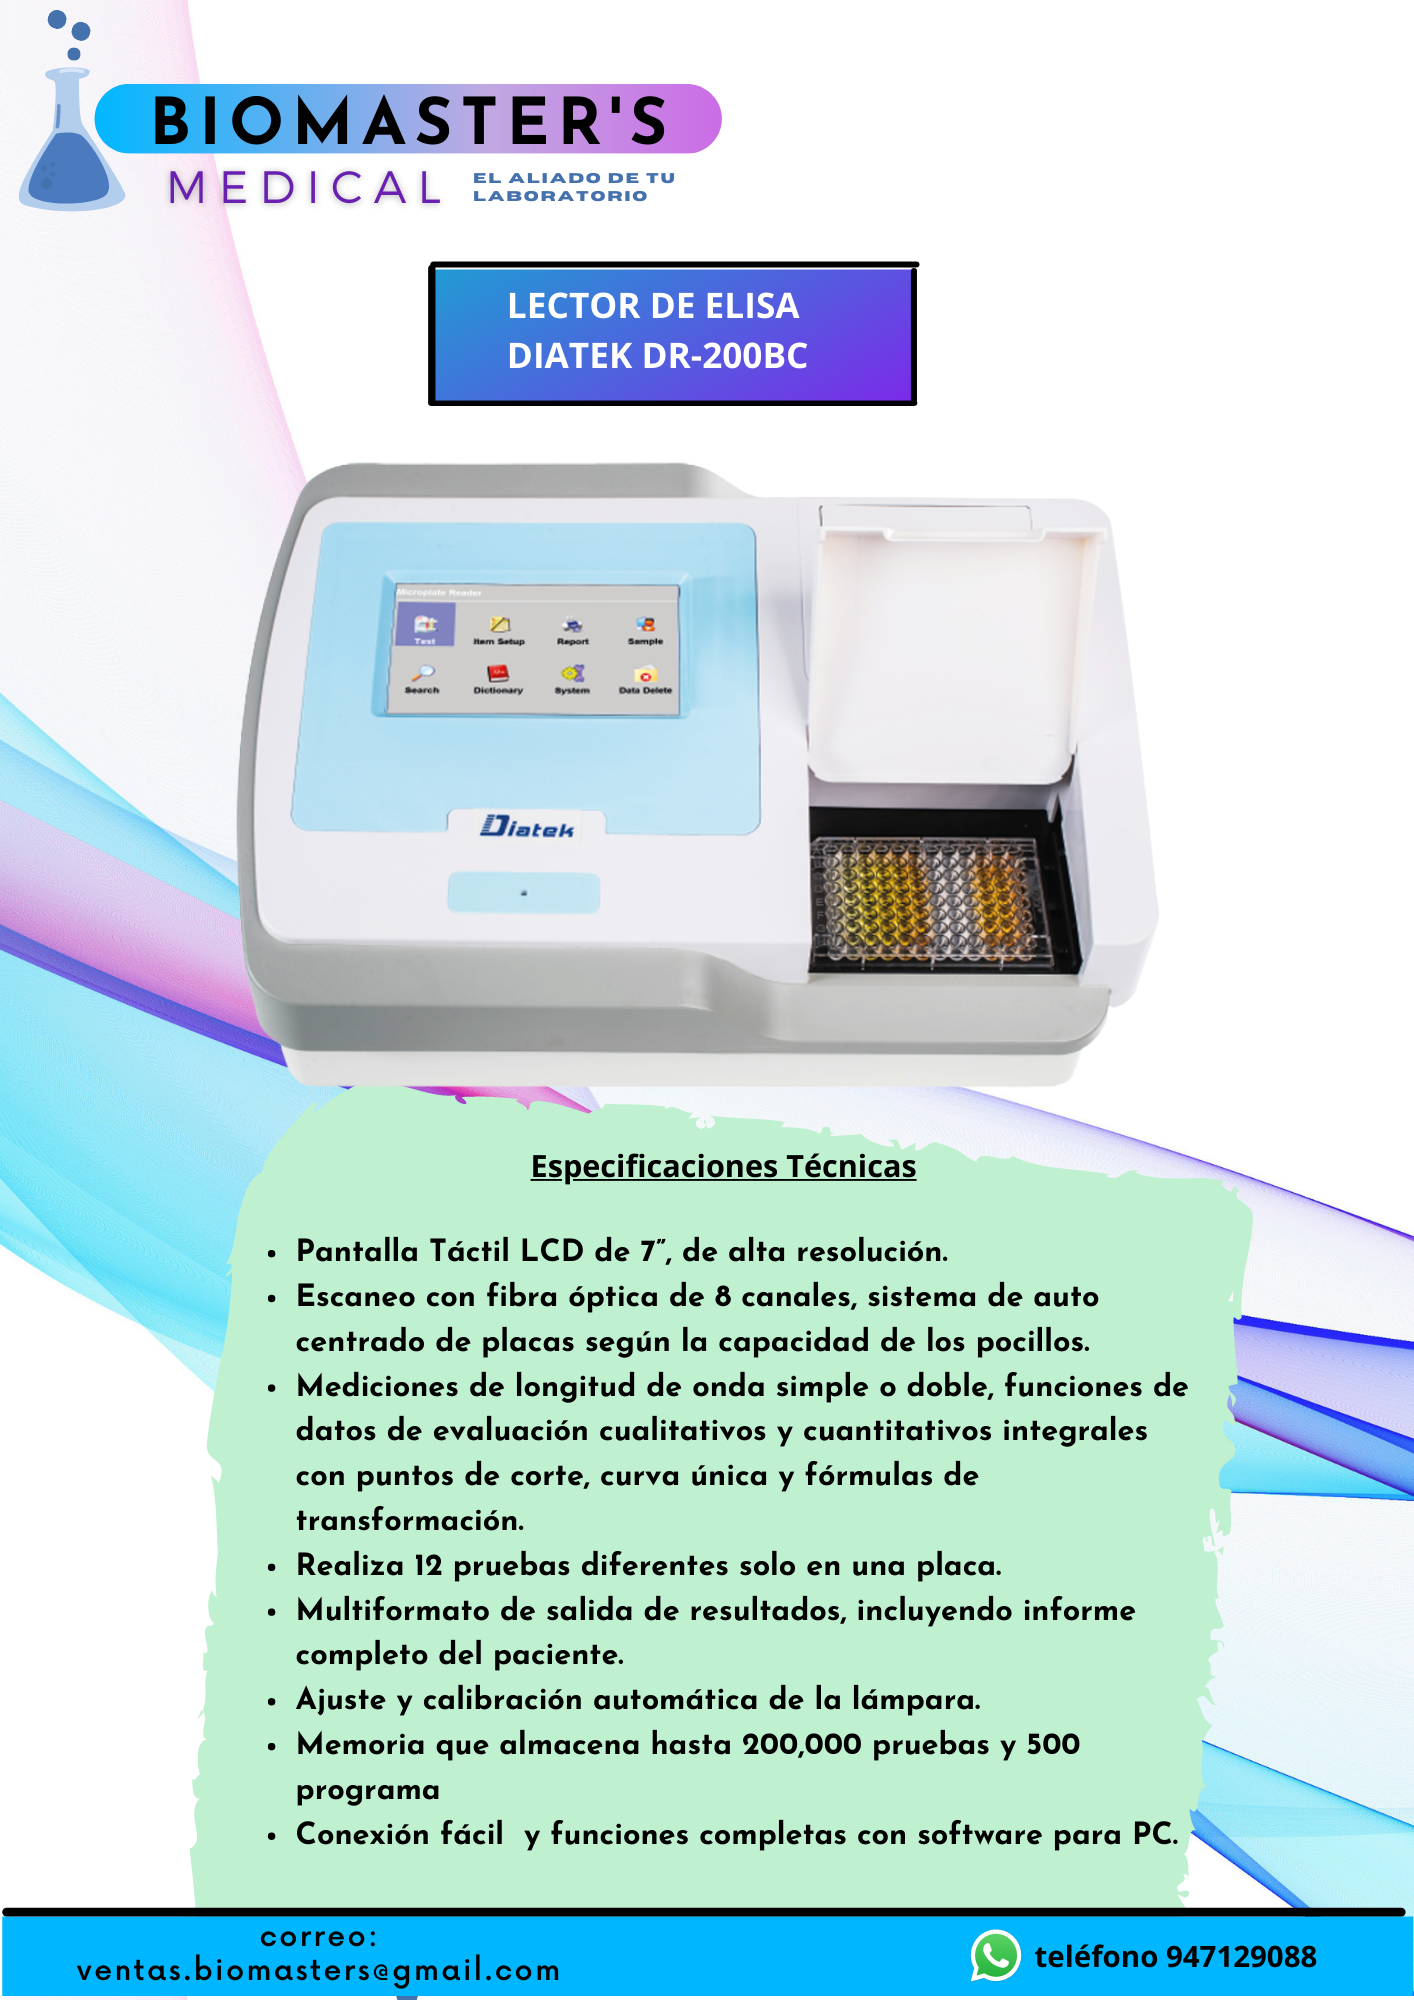 BIOMASTER'S
MEDICAL
EL ALIADO DE TU
LABORATORIO
LECTOR DE ELISA
DIATEK DR-200BC
Microplate Reader
Test
Item Setup
Report
Sample
Search
Dictionary
System
Data Delete
Diatek
Especificaciones Técnicas
• Pantalla Táctil LCD de 7”, de alta resolución.
• Escaneo con fibra óptica de 8 canales, sistema de auto
centrado de placas según la capacidad de los pocillos.
• Mediciones de longitud de onda simple o doble, funciones de
datos de evaluación cualitativos y cuantitativos integrales
con puntos de corte, curva única y fórmulas de
transformación.
• Realiza 12 pruebas diferentes solo en una placa.
• Multiformato de salida de resultados, incluyendo informe
completo del paciente.
• Ajuste y calibración automática de la lámpara.
• Memoria que almacena hasta 200,000 pruebas y 500
programa
• Conexión fácil  y funciones completas con software para PC.
correo:
ventas.biomasters@gmail.com
teléfono 947129088